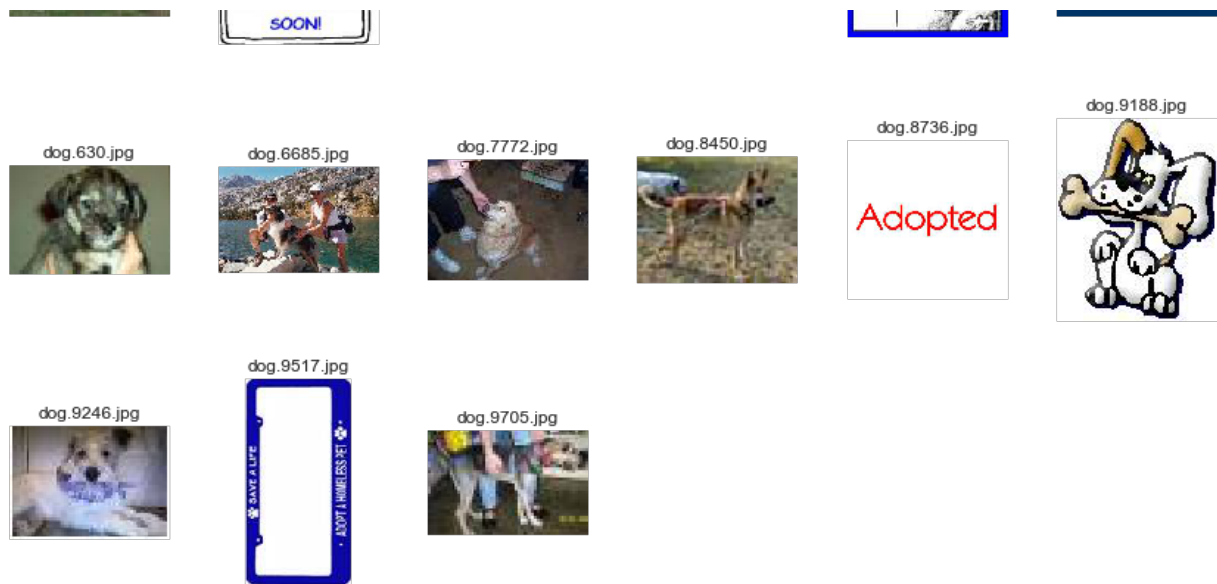 SOON!
dog.9188.jpg
dog.8736.jpg
dog.630.jpg
dog.6685.jpg
dog.7772.jpg
dog.8450.jpg
Adopted
dog.9517.jpg
dog.9246.jpg
dog.9705.jpg
SAVE A LIFE
ADOPT A HOMELESS PET